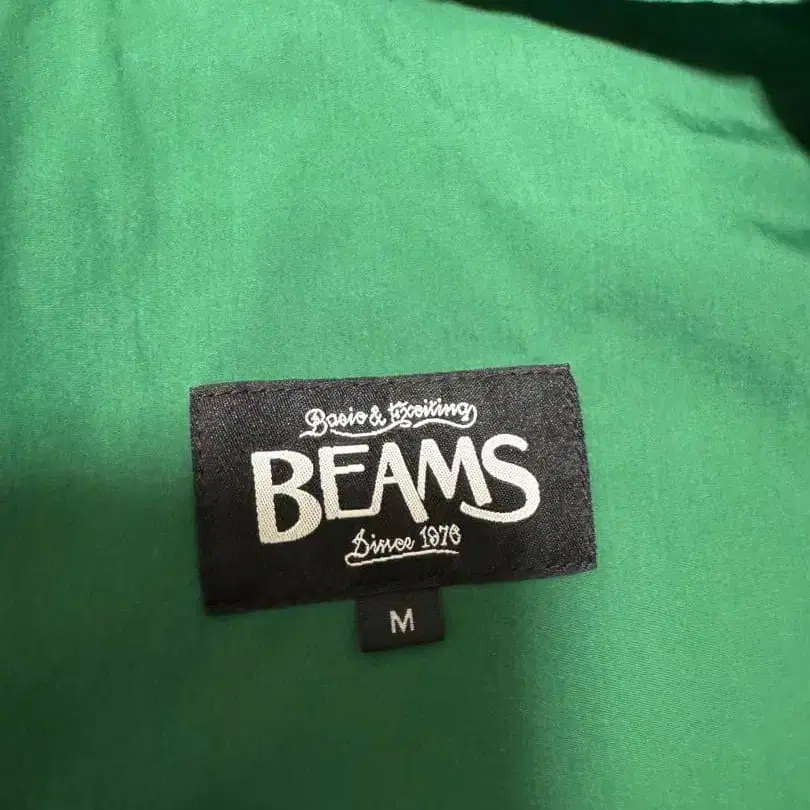 Basic & Exciting
BEAMS
Since 1976
M